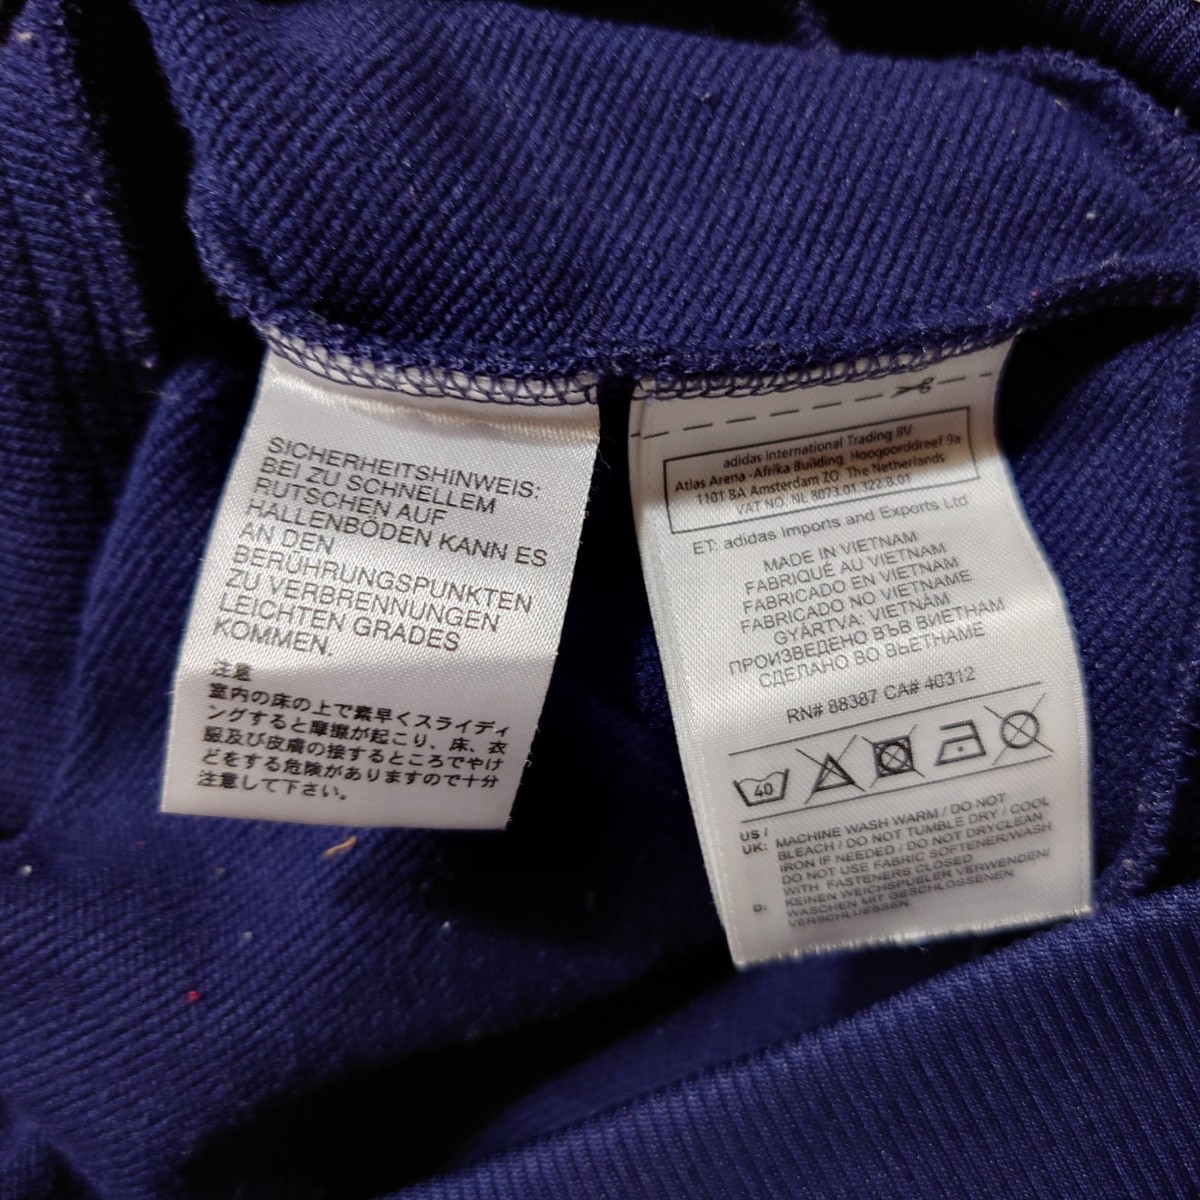 SICHERHEITSHINWEIS:
BEI ZU SCHNELLEM
RUTSCHEN AUF
HALLENBÖDEN KANN ES
AN DEN
BERÜHRUNGSPUNKTEN
ZU VERBRENNUNGEN
LEICHTEN GRADES
KOMMEN.
注意
室内の床の上で素早くスライディ
ングすると摩擦が起こり、床、衣
服及び皮膚の接するところでやけ
どをする危険がありますので十分
注意して下さい。
adidas International Trading BV
Atlas Arena -Afrika Building Hoogoorddreef 9a
1101 BA Amsterdam ZO The Netherlands
VAT NO. NL 8073.01.322.B.01
ET: adidas Imports and Exports Ltd
MADE IN VIETNAM
FABRIQUÉ AU VIETNAM
FABRICADO EN VIETNAM
FABRICADO NO VIETNAME
GYÁRTVA: VIETNÁM
ПРОИЗВЕДЕНО ВЪВ ВИЕТНАМ
СДЕЛАНО ВО ВЬЕТНАМЕ
RN# 88387 CA# 40312
40
US / UK: MACHINE WASH WARM / DO NOT
BLEACH / DO NOT TUMBLE DRY / COOL
IRON IF NEEDED / DO NOT DRYCLEAN
DO NOT USE FABRIC SOFTENER/WASH
WITH FASTENERS CLOSED
D: KEINEN WEICHSPUELER VERWENDEN/
WASCHEN MIT GESCHLOSSENEN
VERSCHLUESSEN